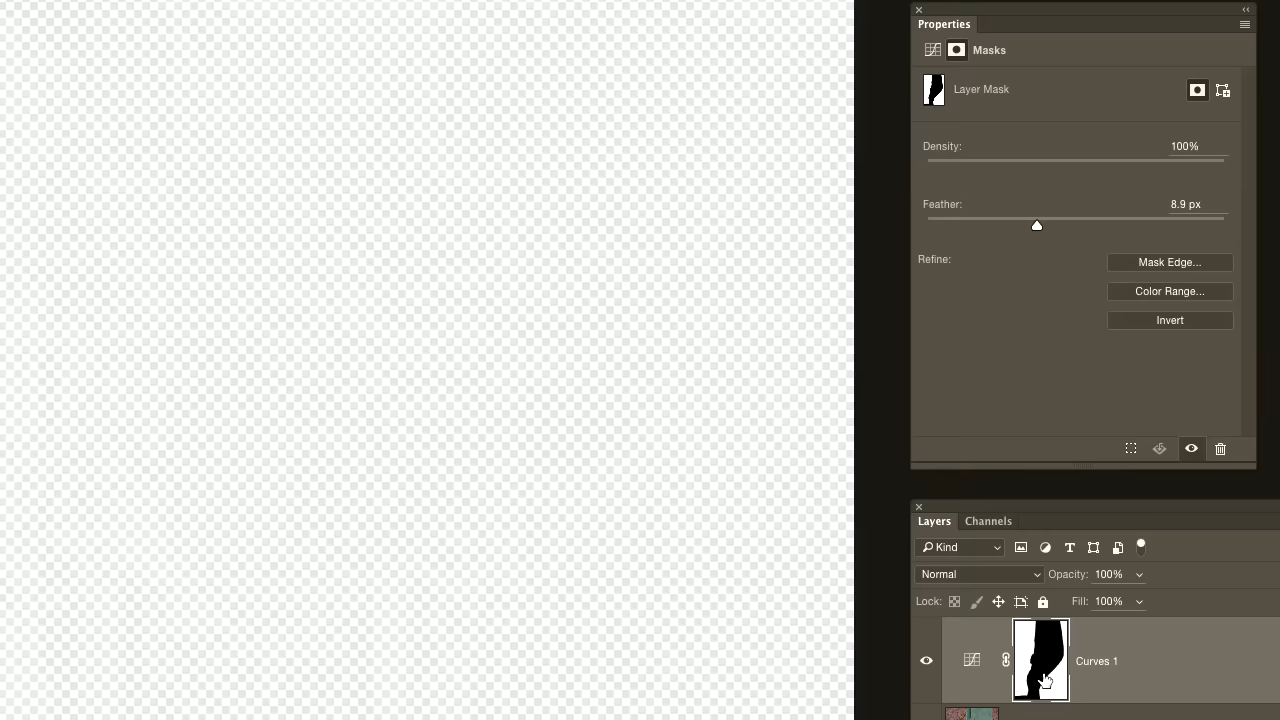 Properties
Masks
Layer Mask
Density: 100%
Feather: 8.9 px
Refine:
Mask Edge...
Color Range...
Invert
Layers Channels
Kind T
Normal Opacity: 100%
Lock: Fill: 100%
Curves 1